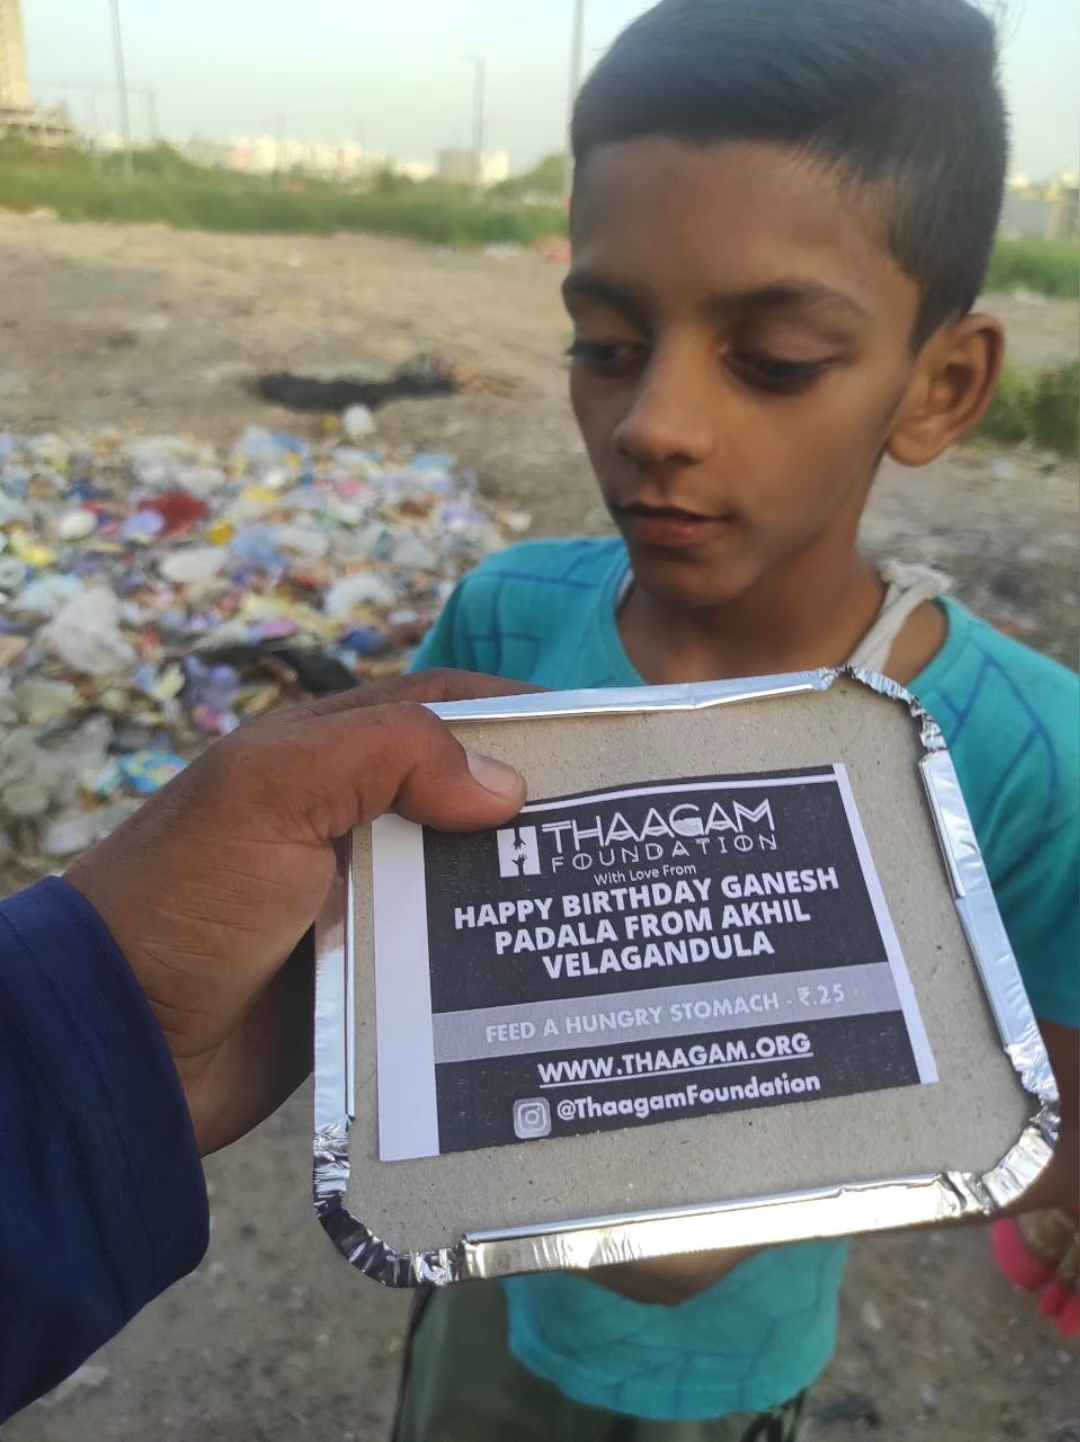 THAAGAM
FOUNDATION
With Love From
HAPPY BIRTHDAY GANESH
PADALA FROM AKHIL
VELAGANDULA
FEED A HUNGRY STOMACH - ₹.25
WWW.THAAGAM.ORG
@ThaagamFoundation